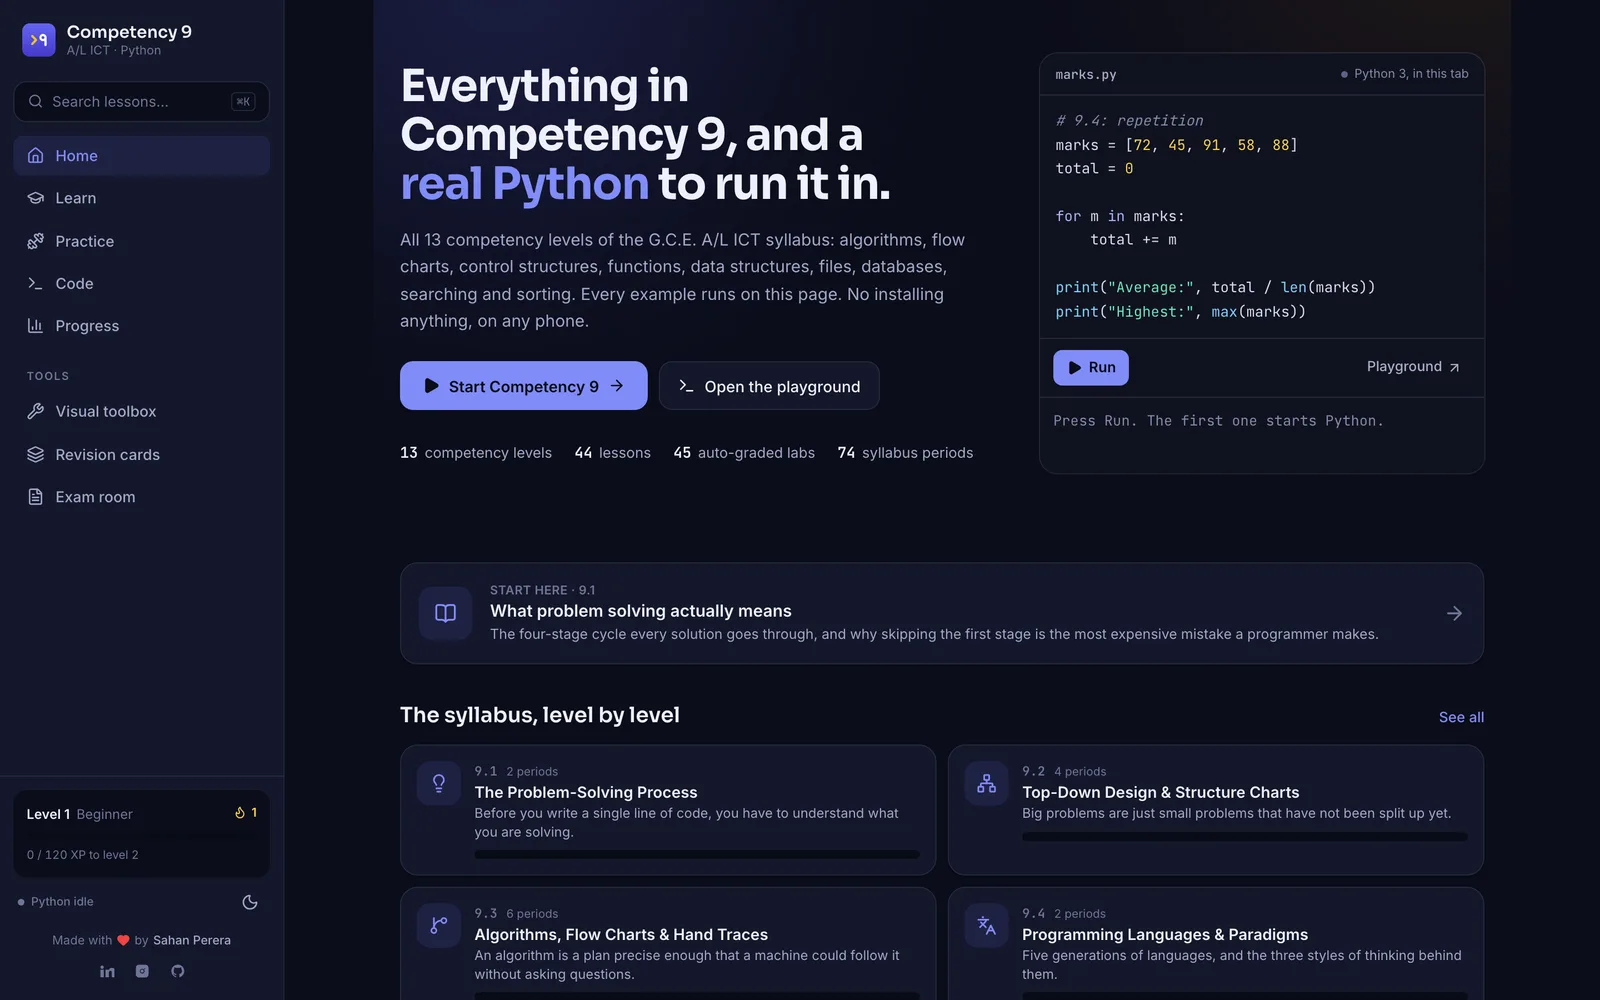 Competency 9
A/L ICT · Python
Search lessons...
⌘K
Home
Learn
Practice
Code
Progress
TOOLS
Visual toolbox
Revision cards
Exam room
Level 1 Beginner
1
0 / 120 XP to level 2
Python idle
Made with ❤ by Sahan Perera
Everything in
Competency 9, and a
real Python to run it in.
All 13 competency levels of the G.C.E. A/L ICT syllabus: algorithms, flow
charts, control structures, functions, data structures, files, databases,
searching and sorting. Every example runs on this page. No installing
anything, on any phone.
Start Competency 9 →
Open the playground
13 competency levels 44 lessons 45 auto-graded labs 74 syllabus periods
marks.py
Python 3, in this tab
# 9.4: repetition
marks = [72, 45, 91, 58, 88]
total = 0
for m in marks:
    total += m
print("Average:", total / len(marks))
print("Highest:", max(marks))
Run
Playground ↗
Press Run. The first one starts Python.
START HERE · 9.1
What problem solving actually means
The four-stage cycle every solution goes through, and why skipping the first stage is the most expensive mistake a programmer makes.
The syllabus, level by level
See all
9.1 2 periods
The Problem-Solving Process
Before you write a single line of code, you have to understand what
you are solving.
9.2 4 periods
Top-Down Design & Structure Charts
Big problems are just small problems that have not been split up yet.
9.3 6 periods
Algorithms, Flow Charts & Hand Traces
An algorithm is a plan precise enough that a machine could follow it
without asking questions.
9.4 2 periods
Programming Languages & Paradigms
Five generations of languages, and the three styles of thinking behind
them.